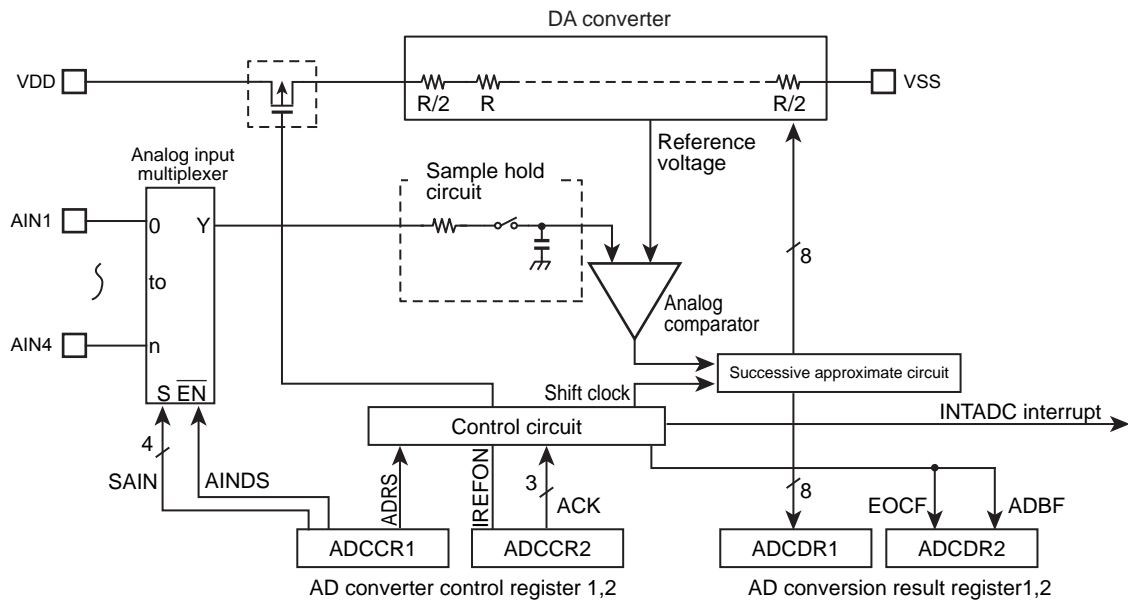 DA converter
VDD
VSS
R/2
R
R/2
Reference
voltage
Analog input
multiplexer
Sample hold
circuit
AIN1
0
Y
to
8
Analog
comparator
AIN4
n
Successive approximate circuit
S EN
Shift clock
INTADC interrupt
Control circuit
4
SAIN
AINDS
ADRS
IREFON
3
ACK
8
EOCF
ADBF
ADCCR1
ADCCR2
ADCDR1
ADCDR2
AD converter control register 1,2
AD conversion result register1,2